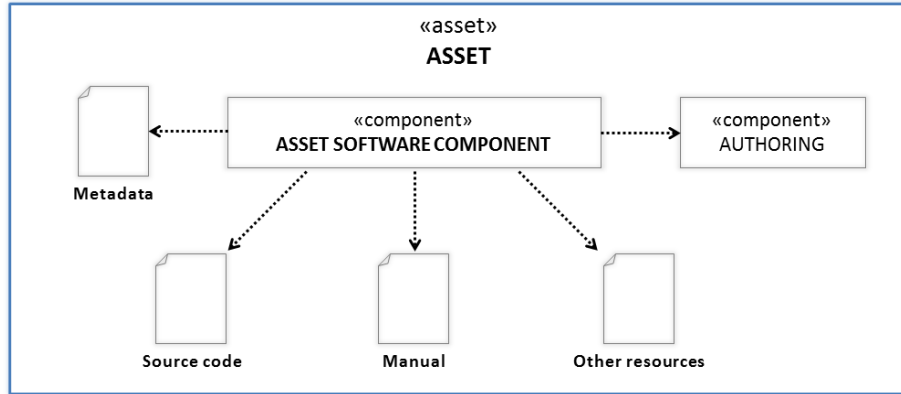 «asset»
ASSET
«component»
ASSET SOFTWARE COMPONENT
«component»
AUTHORING
Metadata
Source code
Manual
Other resources